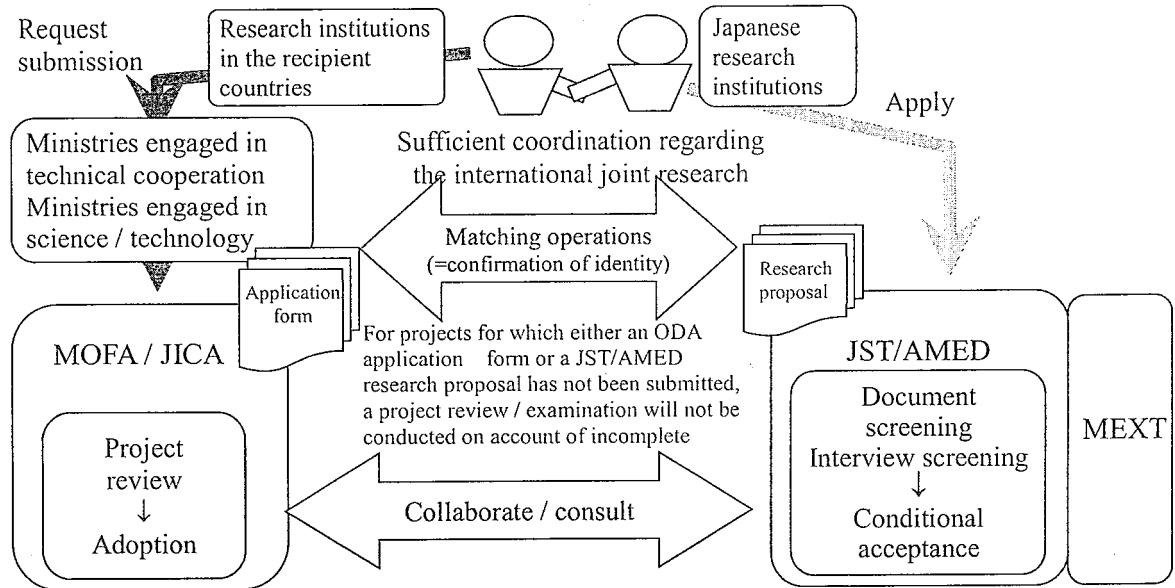 Request
submission
Research institutions
in the recipient
countries
Japanese
research
institutions
Apply
Ministries engaged in
technical cooperation
Ministries engaged in
science / technology
Sufficient coordination regarding
the international joint research
Matching operations
(=confirmation of identity)
Application
form
Research
proposal
For projects for which either an ODA
application form or a JST/AMED
research proposal has not been submitted,
a project review / examination will not be
conducted on account of incomplete
MOFA / JICA
Project
review
↓
Adoption
Collaborate / consult
JST/AMED
Document
screening
Interview screening
↓
Conditional
acceptance
MEXT